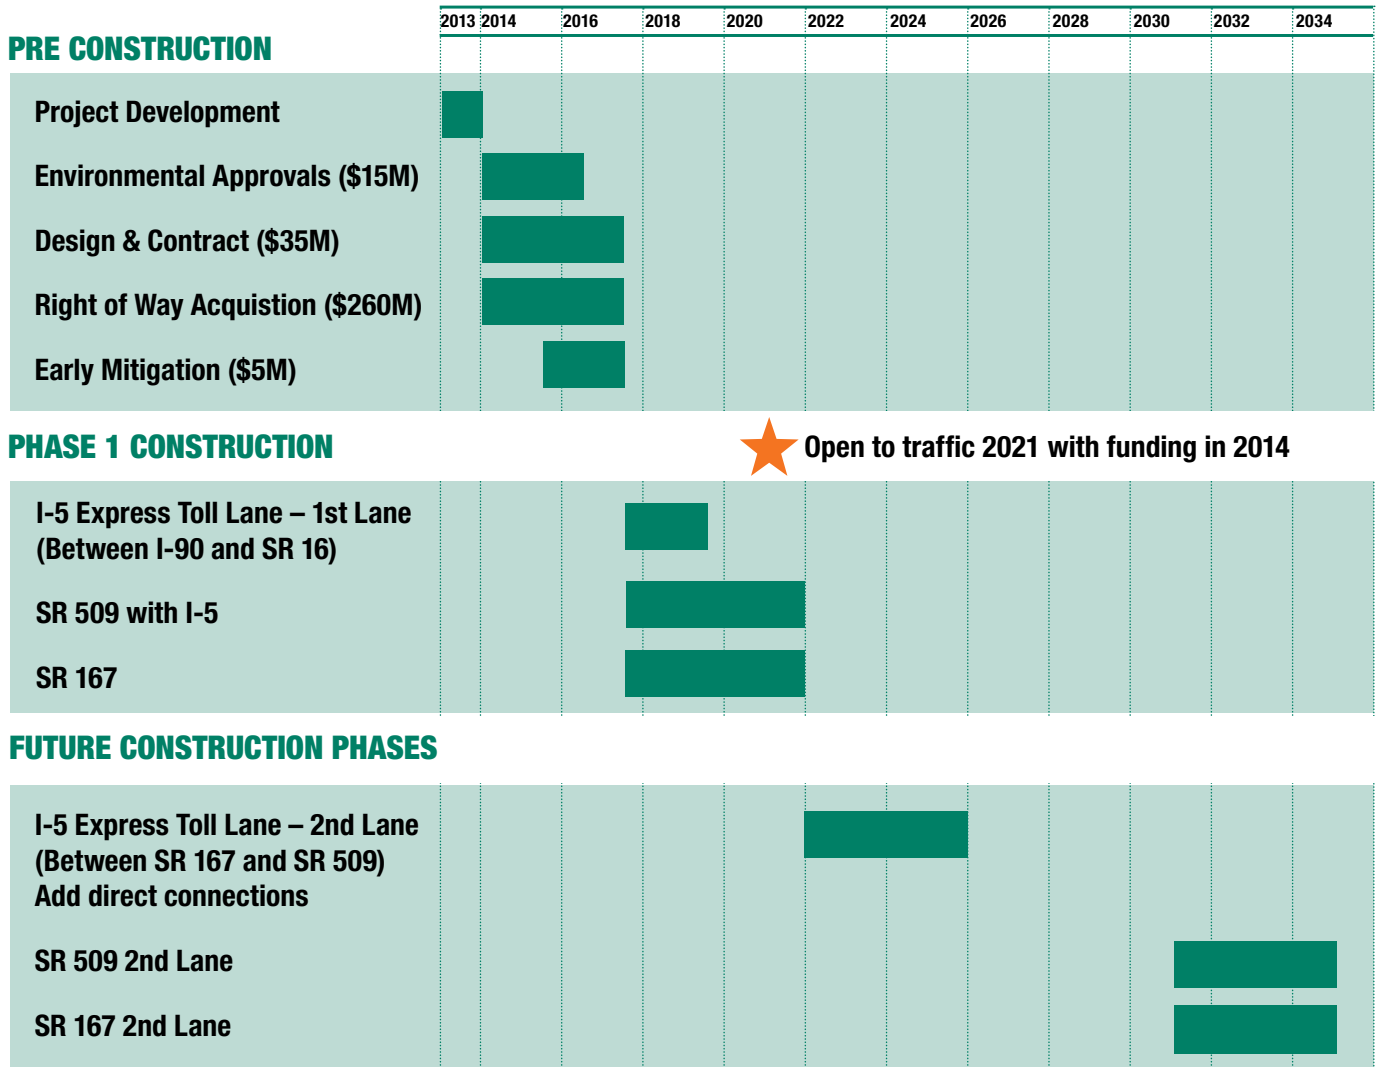 2013 2014 2016 2018 2020 2022 2024 2026 2028 2030 2032 2034
PRE CONSTRUCTION
Project Development
Environmental Approvals ($15M)
Design & Contract ($35M)
Right of Way Acquistion ($260M)
Early Mitigation ($5M)
PHASE 1 CONSTRUCTION
Open to traffic 2021 with funding in 2014
I-5 Express Toll Lane – 1st Lane
(Between I-90 and SR 16)
SR 509 with I-5
SR 167
FUTURE CONSTRUCTION PHASES
I-5 Express Toll Lane – 2nd Lane
(Between SR 167 and SR 509)
Add direct connections
SR 509 2nd Lane
SR 167 2nd Lane